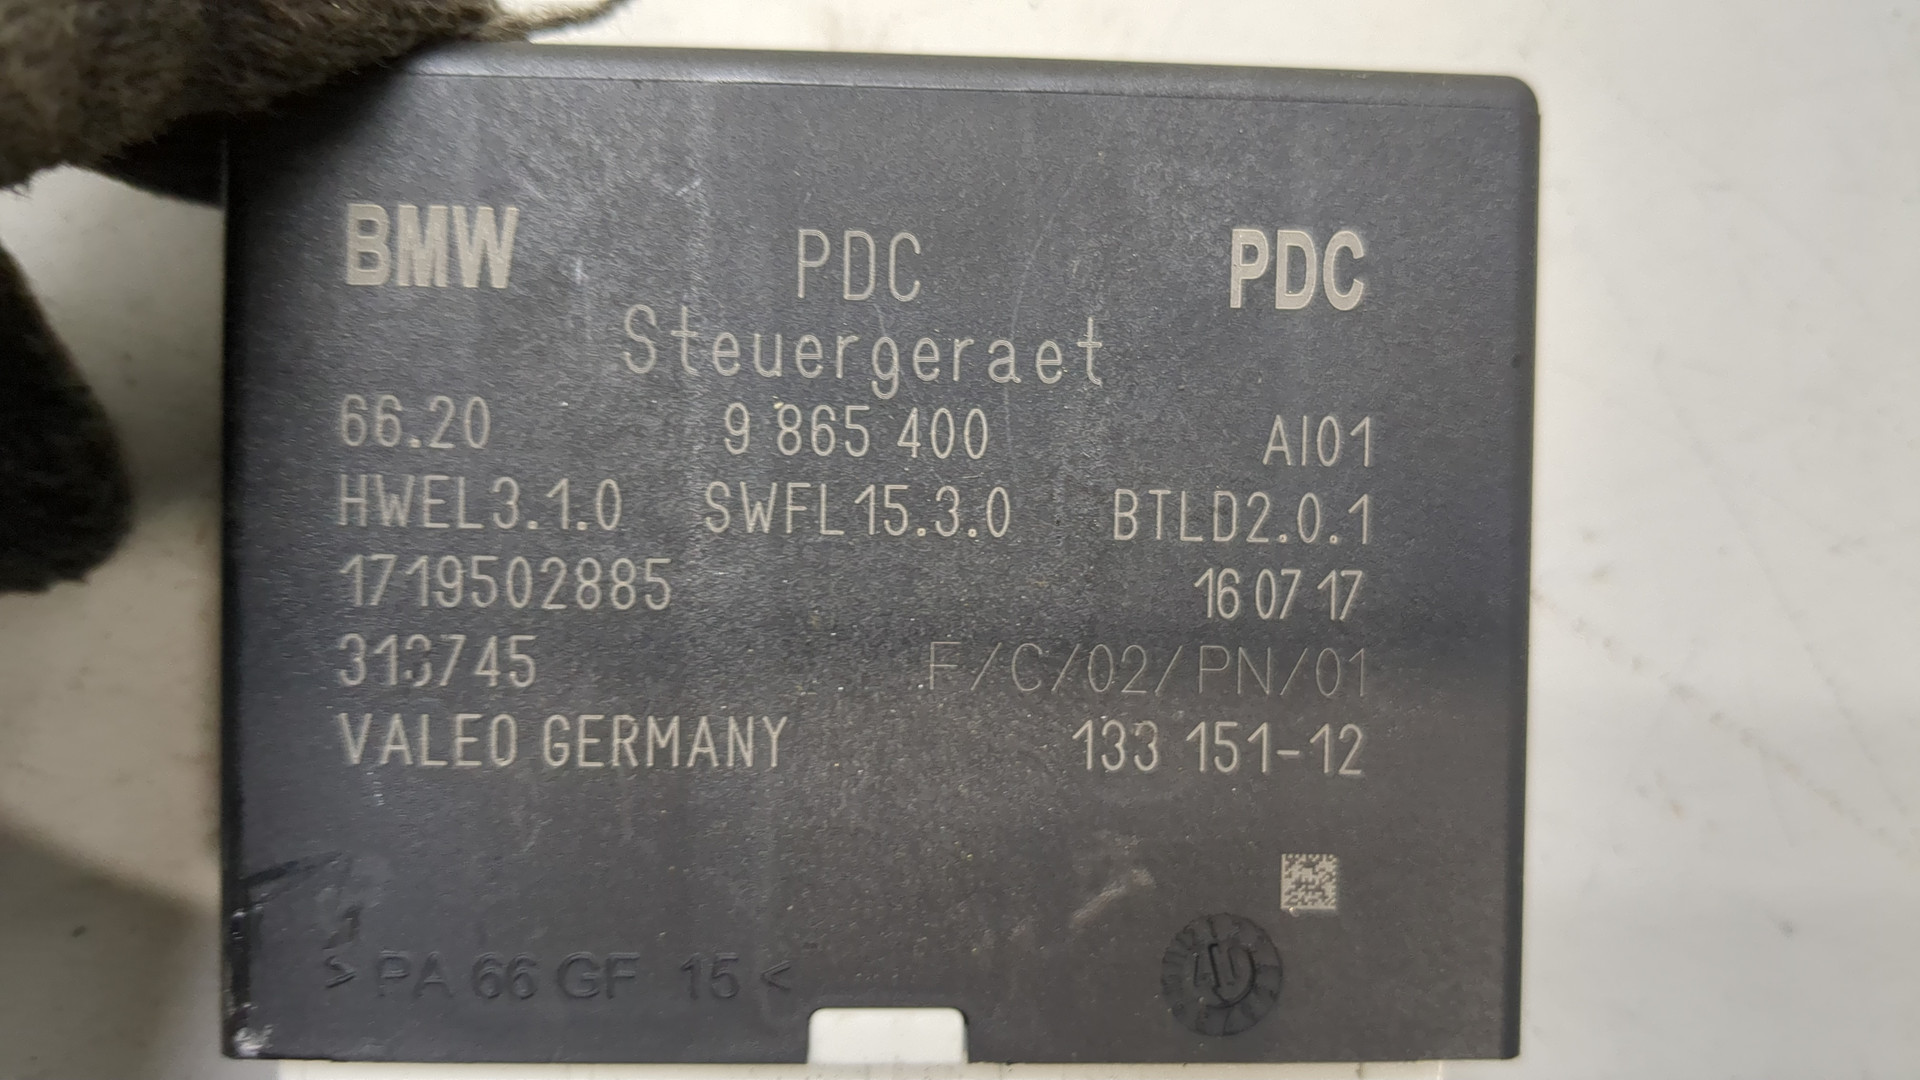 BMW PDC PDC
Steuergeraet
66.20 9 865 400 AI01
HWEL3.1.0 SWFL15.3.0 BTLD2.0.1
1719502885 16 07 17
313745 F/C/02/PN/01
VALEO GERMANY 133 151-12
1
>PA 66 GF 15<